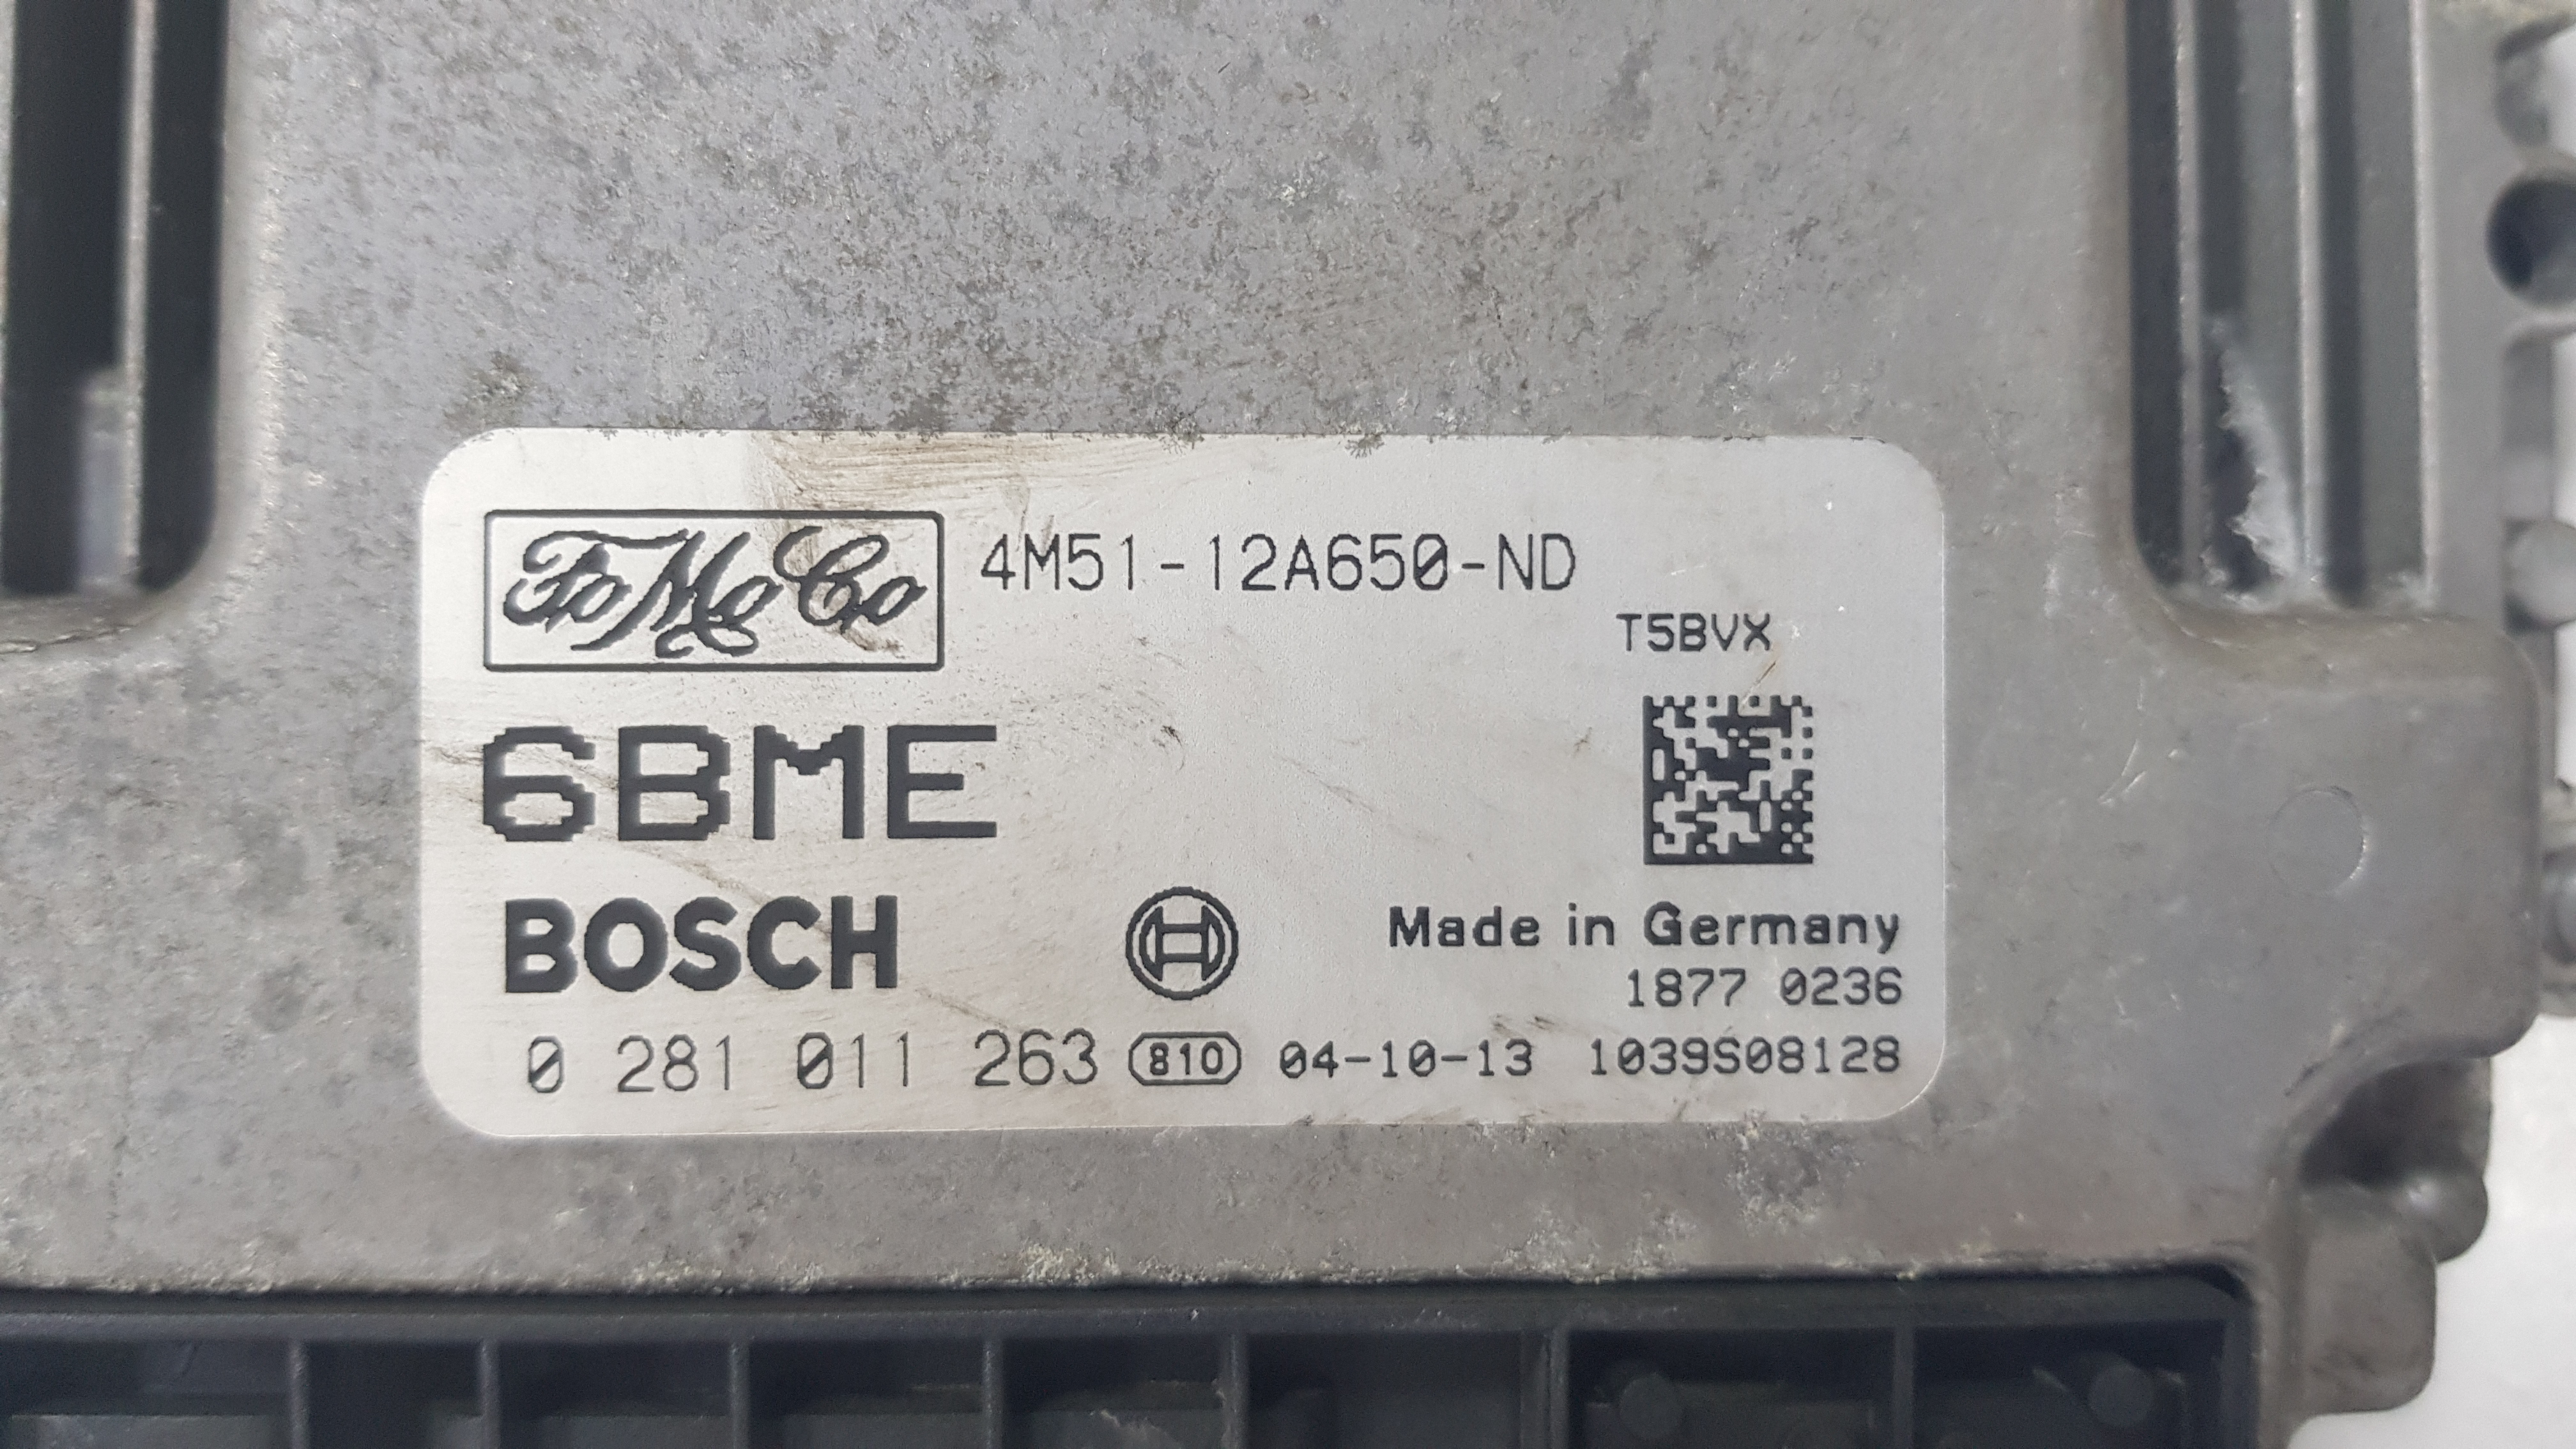 FoMoCo 4M51-12A650-ND
T5BVX
6BME
BOSCH Made in Germany
1877 0236
0 281 011 263 810 04-10-13 1039S08128